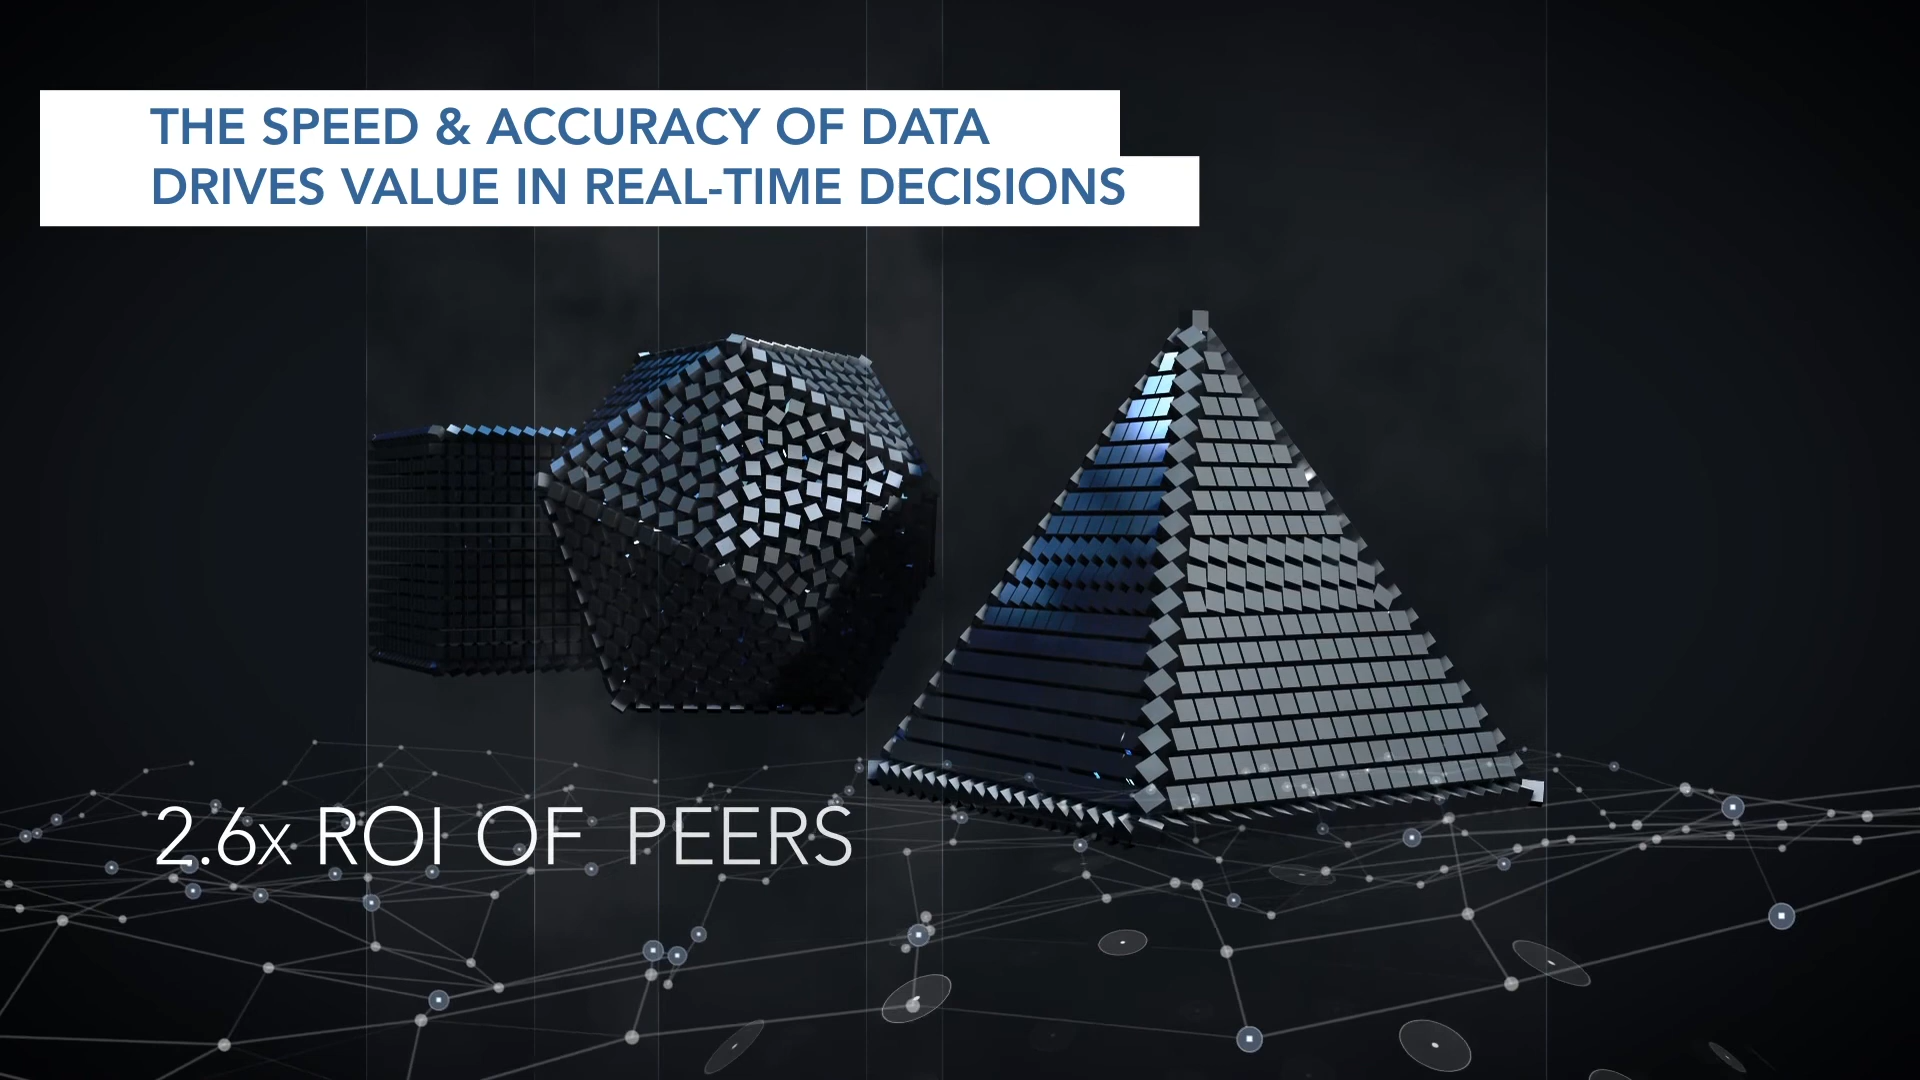 THE SPEED & ACCURACY OF DATA
DRIVES VALUE IN REAL-TIME DECISIONS
2.6x ROI OF PEERS